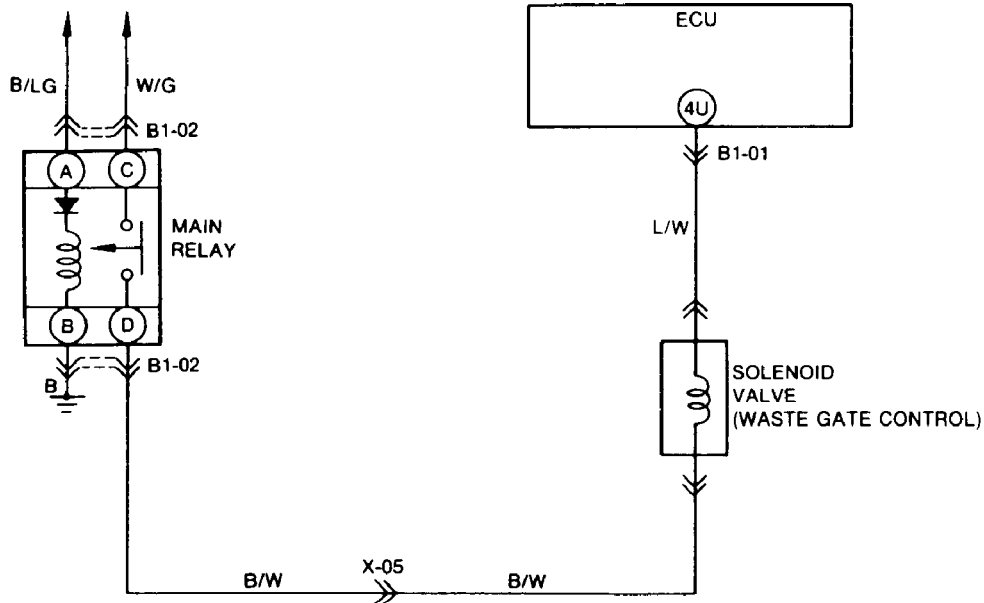 ECU
B/LG
W/G
4U
B1-02
B1-01
A
C
MAIN
RELAY
L/W
B
D
B1-02
B
SOLENOID
VALVE
(WASTE GATE CONTROL)
X-05
B/W
B/W